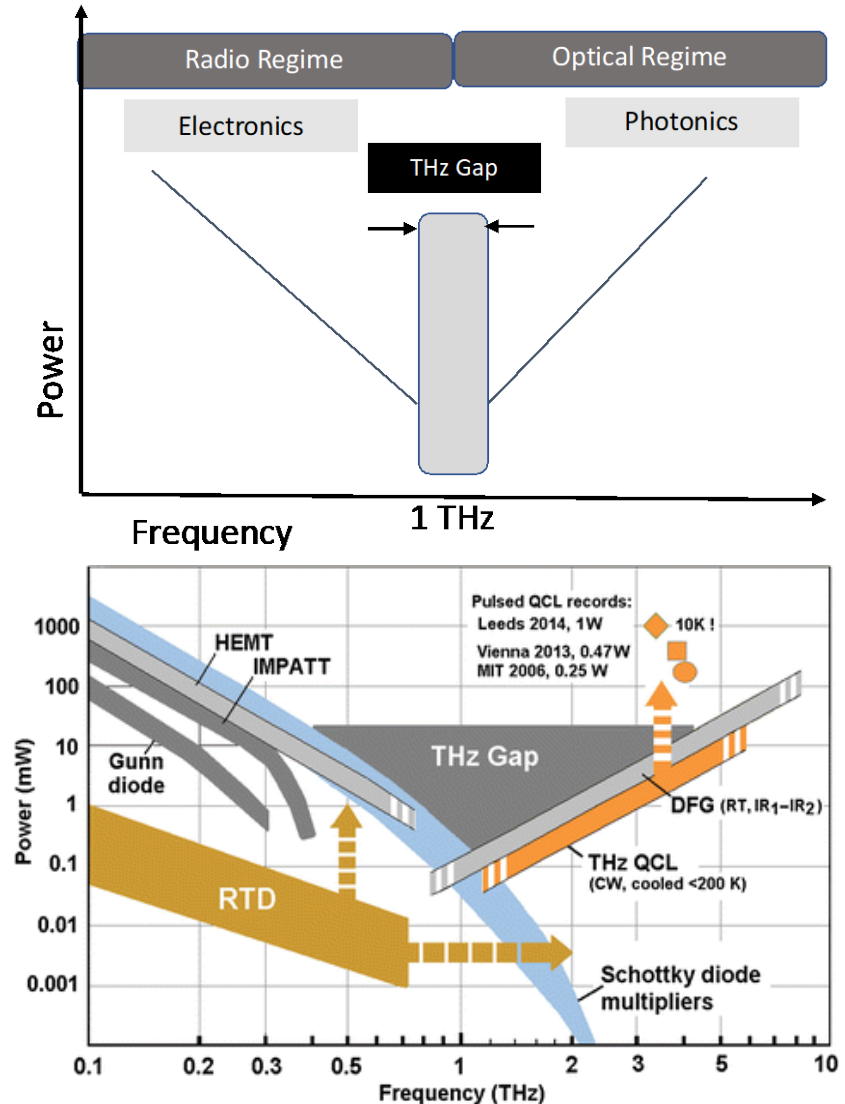 Radio Regime
Optical Regime
Electronics
Photonics
THz Gap
Power
1 THz
Frequency
Pulsed QCL records:
Leeds 2014, 1W
10K !
Vienna 2013, 0.47W
MIT 2006, 0.25 W
HEMT
IMPATT
Gunn
diode
THz Gap
DFG (RT, IR₁–IR₂)
THz QCL
(CW, cooled <200 K)
RTD
Schottky diode
multipliers
Power (mW)
1000
100
10
1
0.1
0.01
0.001
0.1
0.2
0.3
0.5
1
2
3
5
10
Frequency (THz)